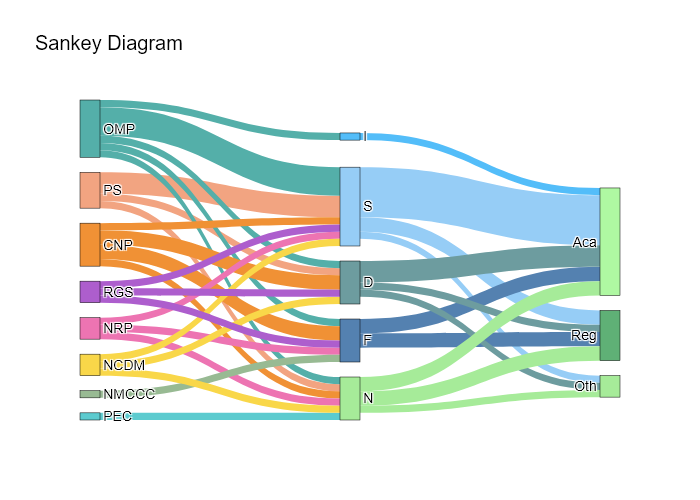 Sankey Diagram
OMP
PS
CNP
RGS
NRP
NCDM
NMCCC
PEC
I
S
D
F
N
Aca
Reg
Oth